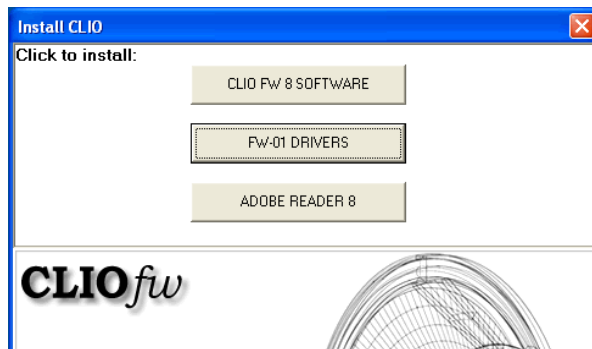 Install CLIO
Click to install:
CLIO FW 8 SOFTWARE
FW-01 DRIVERS
ADOBE READER 8
CLIOfw